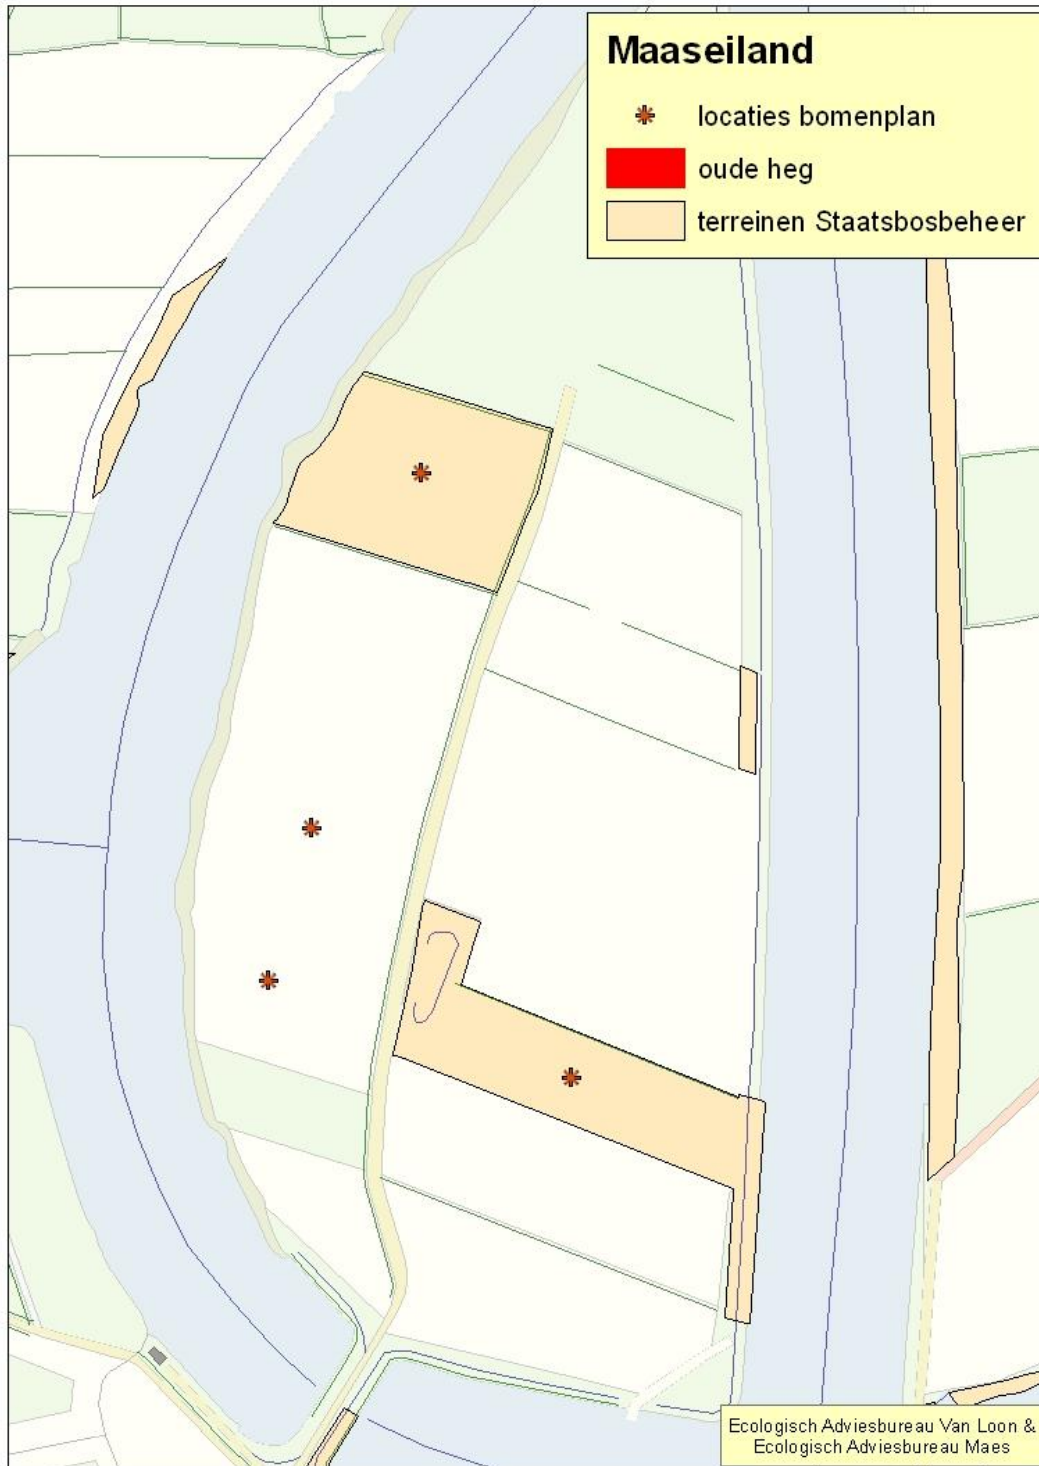 Maaseiland
locaties bomenplan
oude heg
terreinen Staatsbosbeheer
Ecologisch Adviesbureau Van Loon &
Ecologisch Adviesbureau Maes